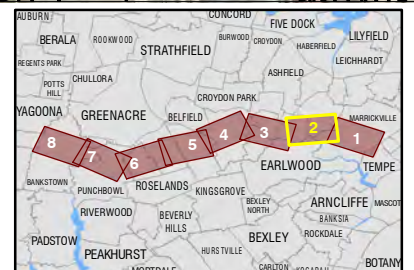 AUBURN
CONCORD
FIVE DOCK
BERALA
ROOKWOOD
BURWOOD
CROYDON
HABERFIELD
LILYFIELD
STRATHFIELD
REGENTS PARK
LEICHHARDT
CHULLORA
ASHFIELD
POTTS
HILL
CROYDON PARK
YAGOONA
GREENACRE
BELFIELD
MARRICKVILLE
8
7
6
5
4
3
2
1
EARLWOOD
TEMPE
BANKSTOWN
PUNCHBOWL
ROSELANDS
KINGSGROVE
RIVERWOOD
BEVERLY
HILLS
BEXLEY
NORTH
ARNCLIFFE
MASCOT
BANKSIA
PADSTOW
HURSTVILLE
BEXLEY
ROCKDALE
PEAKHURST
BOTANY
MORTDALE
CARLTON
KOGARAH